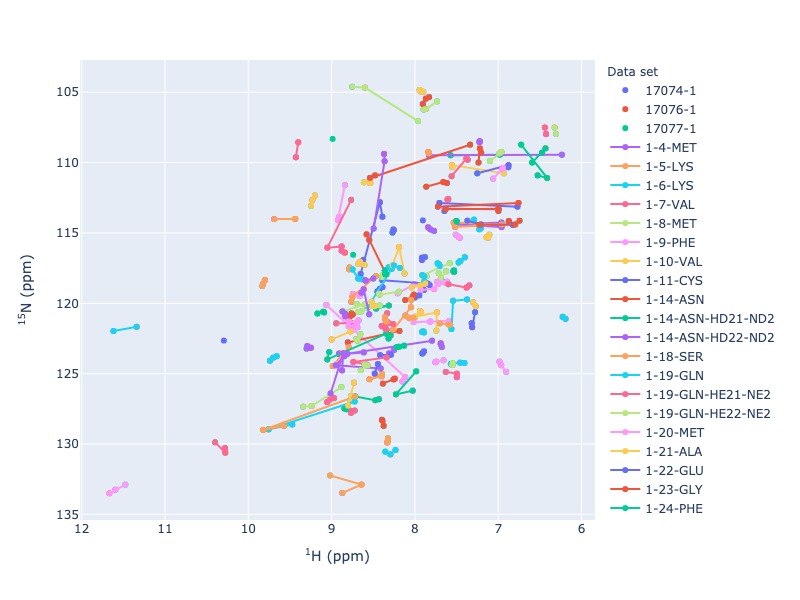 Data set
17074-1
17076-1
17077-1
1-4-MET
1-5-LYS
1-6-LYS
1-7-VAL
1-8-MET
1-9-PHE
1-10-VAL
1-11-CYS
1-14-ASN
1-14-ASN-HD21-ND2
1-14-ASN-HD22-ND2
1-18-SER
1-19-GLN
1-19-GLN-HE21-NE2
1-19-GLN-HE22-NE2
1-20-MET
1-21-ALA
1-22-GLU
1-23-GLY
1-24-PHE
105
110
115
120
125
130
135
¹⁵N (ppm)
12 11 10 9 8 7 6
¹H (ppm)